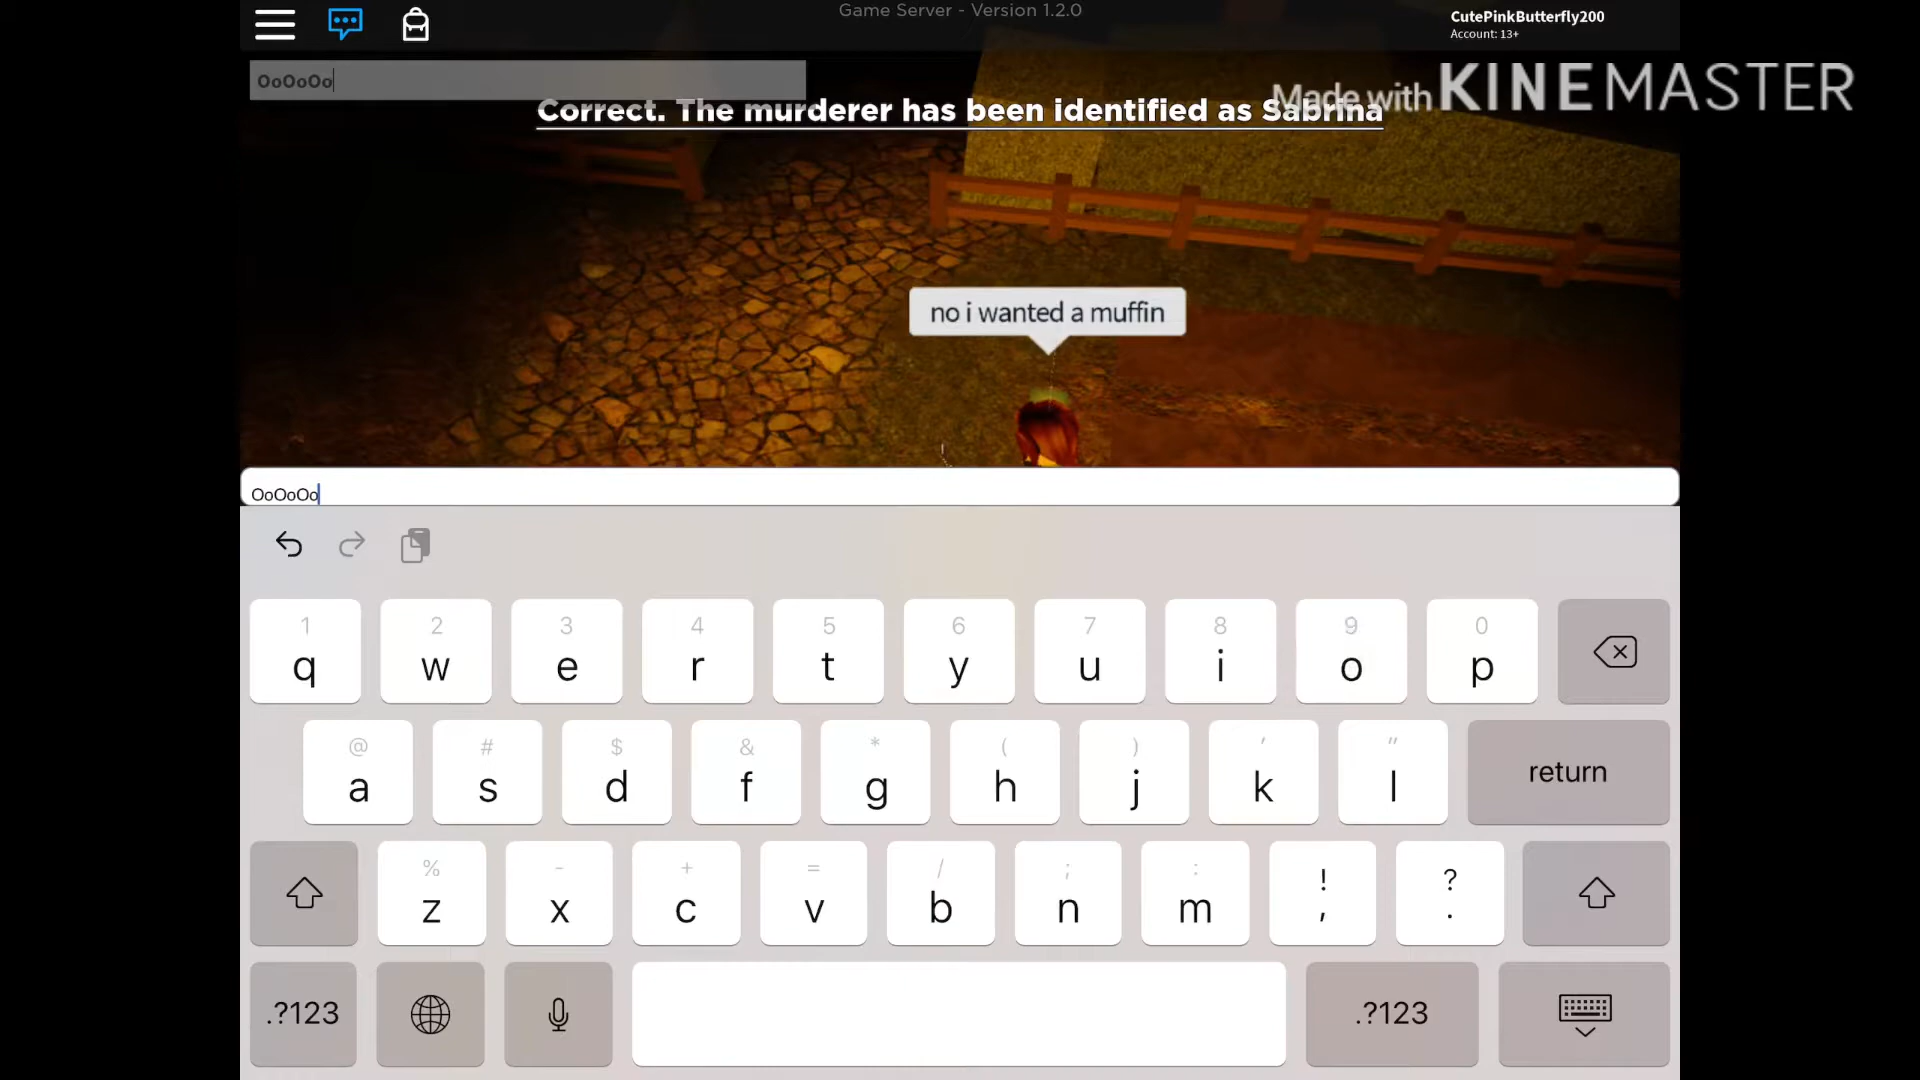 Game Server - Version 1.2.0
CutePinkButterfly200
Account: 13+
OoOoOo
Made with KINEMASTER
Correct. The murderer has been identified as Sabrina
no i wanted a muffin
OoOoOo
1 2 3 4 5 6 7 8 9 0
q w e r t y u i o p
@ # $ & * ( ) ' "
a s d f g h j k l return
% - + = / ; : ! ?
z x c v b n m , .
.?123 .?123